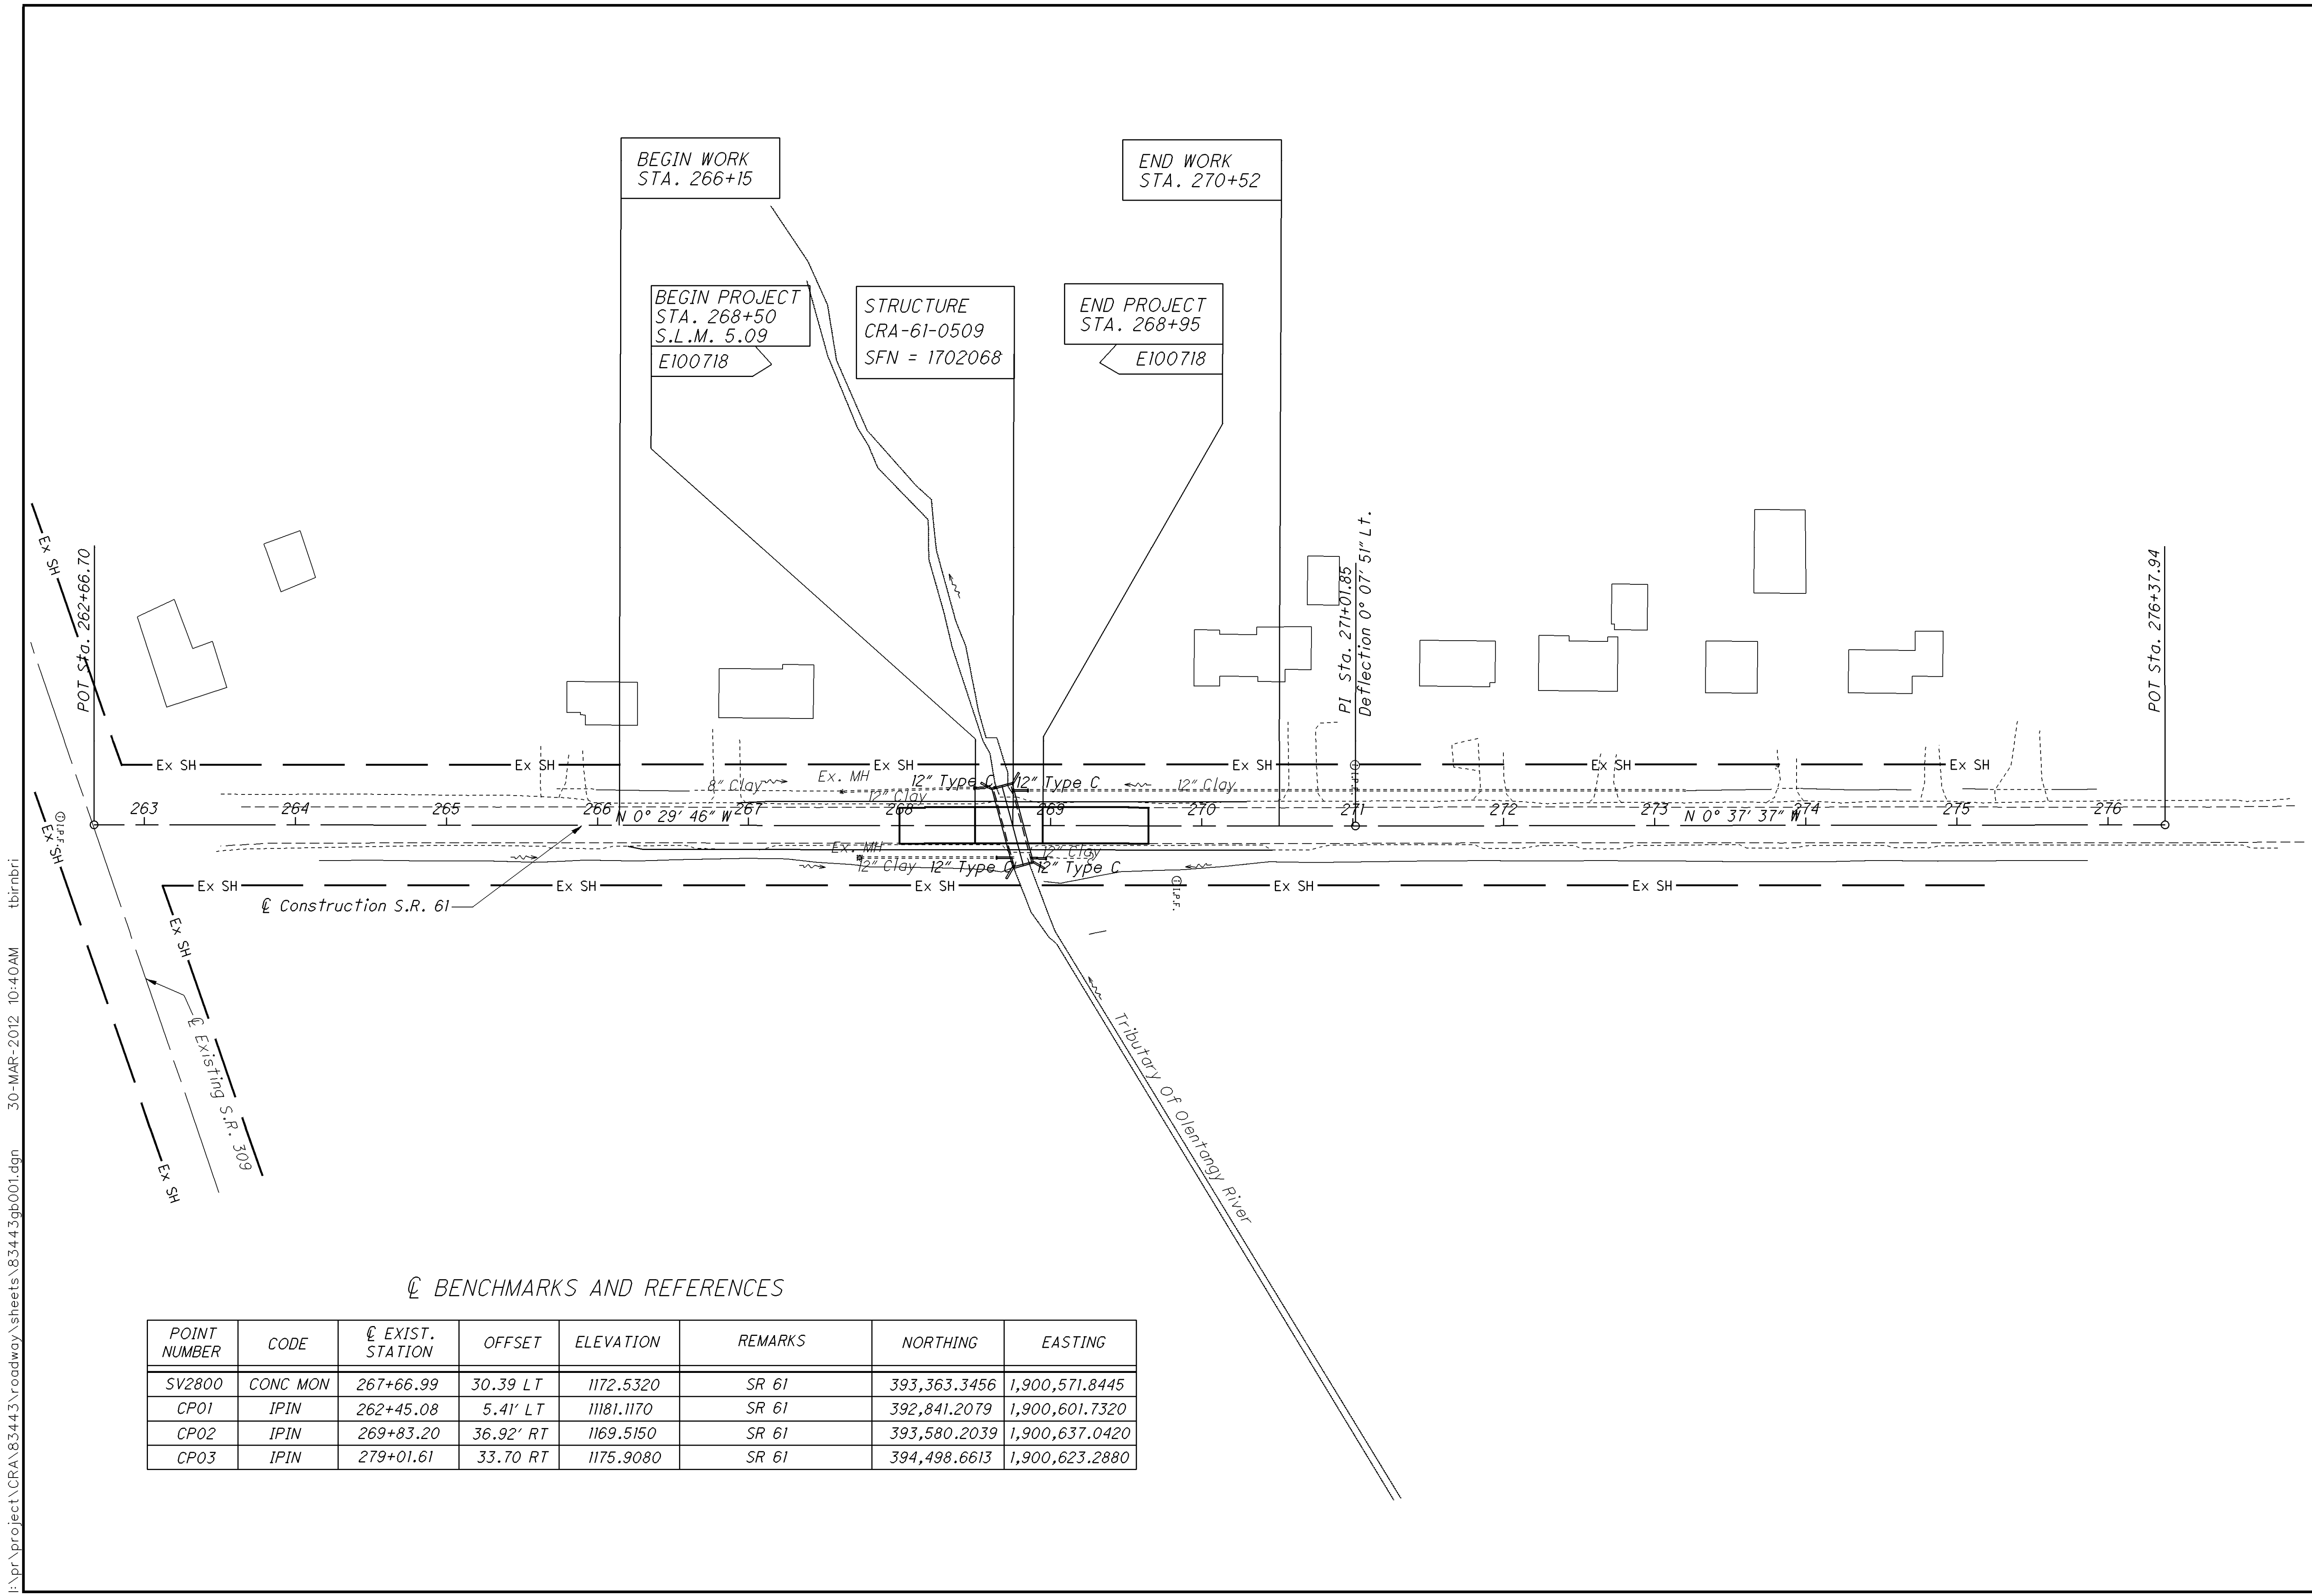 BEGIN WORK
STA. 266+15
END WORK
STA. 270+52
BEGIN PROJECT
STA. 268+50
S.L.M. 5.09
E100718
STRUCTURE
CRA-61-0509
SFN = 1702068
END PROJECT
STA. 268+95
E100718
Ex SH
POT Sta. 262+66.70
PI Sta. 271+01.85
Deflection 0° 07' 51" Lt.
POT Sta. 276+37.94
Ex SH Ex SH Ex SH Ex SH Ex SH Ex SH
8" Clay Ex. MH 12" Type C 12" Type C 12" Clay
12" Clay
I.P.F.
263 264 265 266 267 268 269 270 271 272 273 274 275 276
N 0° 29' 46" W N 0° 37' 37" W
I.P.F.
Ex SH
Ex. MH 12" Clay
12" Clay 12" Type C 12" Type C
Ex SH Ex SH Ex SH Ex SH Ex SH
I.P.F.
℄ Construction S.R. 61
Ex SH
℄ Existing S.R. 309
Ex SH
Tributary Of Olentangy River
℄ BENCHMARKS AND REFERENCES
POINT NUMBER CODE ℄ EXIST. STATION OFFSET ELEVATION REMARKS NORTHING EASTING
SV2800 CONC MON 267+66.99 30.39 LT 1172.5320 SR 61 393,363.3456 1,900,571.8445
CP01 IPIN 262+45.08 5.41' LT 11181.1170 SR 61 392,841.2079 1,900,601.7320
CP02 IPIN 269+83.20 36.92' RT 1169.5150 SR 61 393,580.2039 1,900,637.0420
CP03 IPIN 279+01.61 33.70 RT 1175.9080 SR 61 394,498.6613 1,900,623.2880
I:\pr\project\CRA\83443\roadway\sheets\83443gb001.dgn 30-MAR-2012 10:40AM tbirnbri